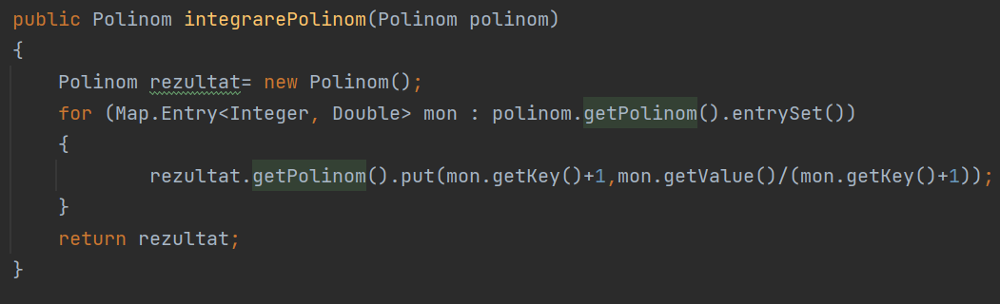 public Polinom integrarePolinom(Polinom polinom)
{
Polinom rezultat= new Polinom();
for (Map.Entry<Integer, Double> mon : polinom.getPolinom().entrySet())
{
rezultat.getPolinom().put(mon.getKey()+1,mon.getValue()/(mon.getKey()+1));
}
return rezultat;
}